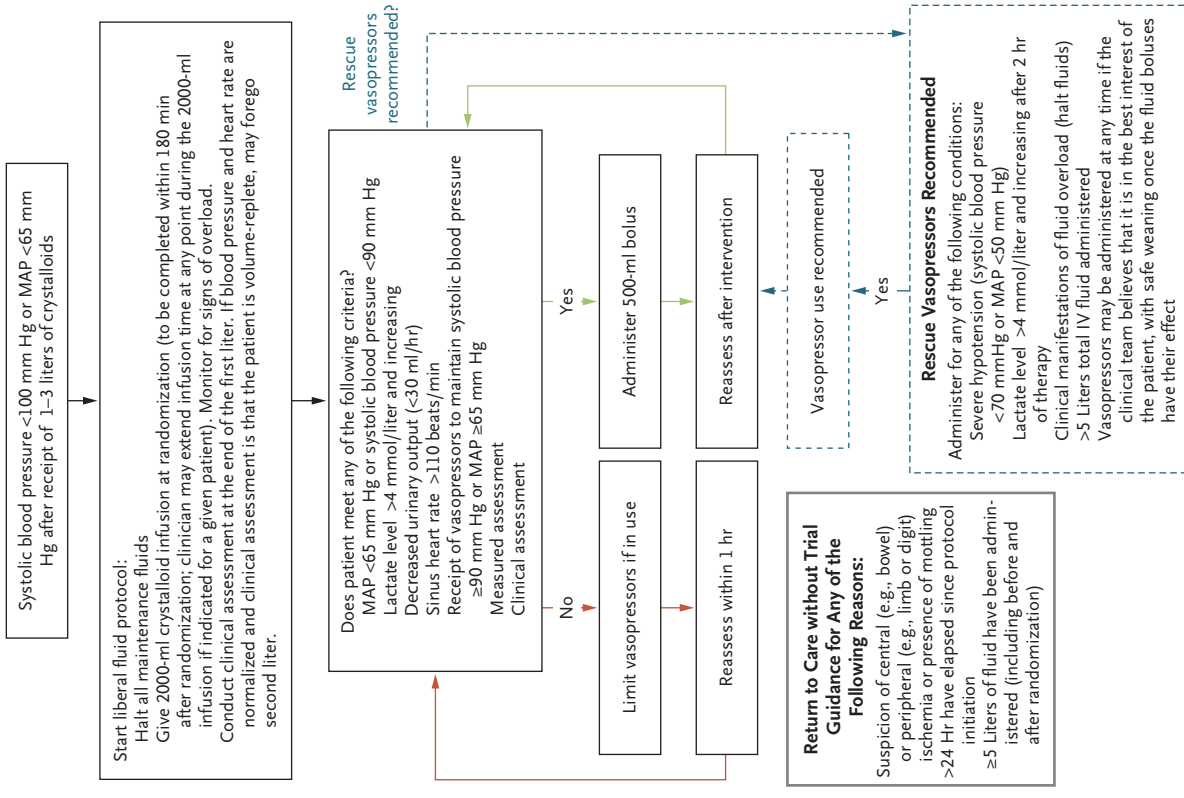 Systolic blood pressure <100 mm Hg or MAP <65 mm
Hg after receipt of 1–3 liters of crystalloids
Start liberal fluid protocol:
Halt all maintenance fluids
Give 2000-ml crystalloid infusion at randomization (to be completed within 180 min
after randomization; clinician may extend infusion time at any point during the 2000-ml
infusion if indicated for a given patient). Monitor for signs of overload.
Conduct clinical assessment at the end of the first liter. If blood pressure and heart rate are
normalized and clinical assessment is that the patient is volume-replete, may forego
second liter.
Does patient meet any of the following criteria?
MAP <65 mm Hg or systolic blood pressure <90 mm Hg
Lactate level >4 mmol/liter and increasing
Decreased urinary output (<30 ml/hr)
Sinus heart rate >110 beats/min
Receipt of vasopressors to maintain systolic blood pressure
≥90 mm Hg or MAP ≥65 mm Hg
Measured assessment
Clinical assessment
Rescue
vasopressors
recommended?
No
Yes
Limit vasopressors if in use
Administer 500-ml bolus
Reassess within 1 hr
Reassess after intervention
Vasopressor use recommended
Yes
Return to Care without Trial
Guidance for Any of the
Following Reasons:
Suspicion of central (e.g., bowel)
or peripheral (e.g., limb or digit)
ischemia or presence of mottling
>24 Hr have elapsed since protocol
initiation
≥5 Liters of fluid have been admin-
istered (including before and
after randomization)
Rescue Vasopressors Recommended
Administer for any of the following conditions:
Severe hypotension (systolic blood pressure
<70 mmHg or MAP <50 mm Hg)
Lactate level >4 mmol/liter and increasing after 2 hr
of therapy
Clinical manifestations of fluid overload (halt fluids)
>5 Liters total IV fluid administered
Vasopressors may be administered at any time if the
clinical team believes that it is in the best interest of
the patient, with safe weaning once the fluid boluses
have their effect